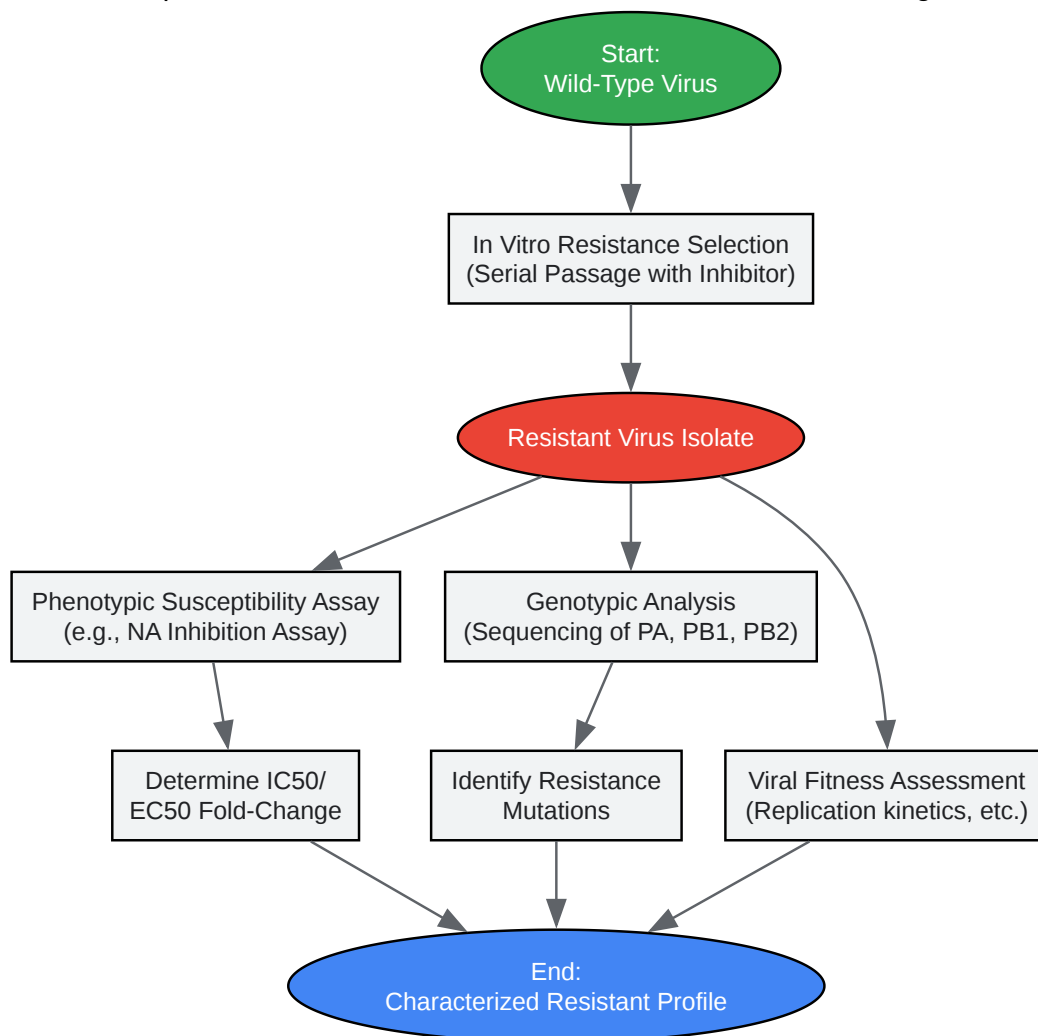 Start:
Wild-Type Virus
In Vitro Resistance Selection
(Serial Passage with Inhibitor)
Resistant Virus Isolate
Phenotypic Susceptibility Assay
(e.g., NA Inhibition Assay)
Genotypic Analysis
(Sequencing of PA, PB1, PB2)
Determine IC50/
EC50 Fold-Change
Identify Resistance
Mutations
Viral Fitness Assessment
(Replication kinetics, etc.)
End:
Characterized Resistant Profile